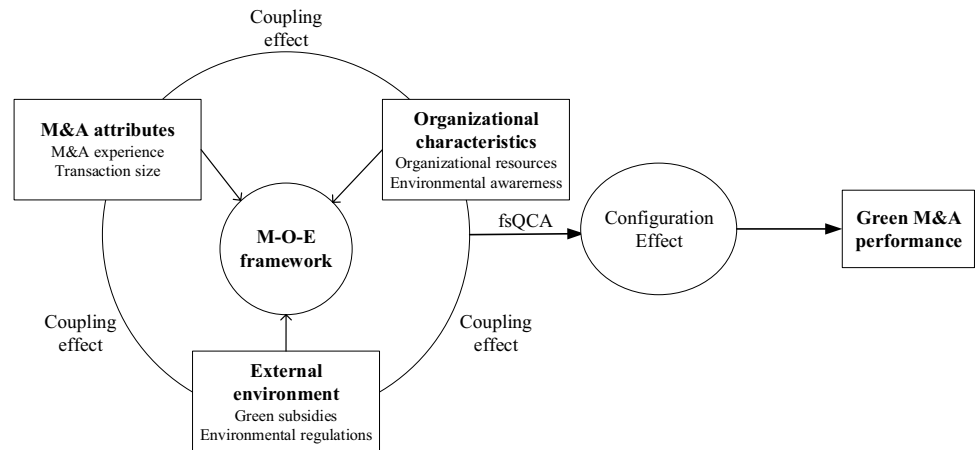 Coupling
effect
M&A attributes
M&A experience
Transaction size
Organizational
characteristics
Organizational resources
Environmental awarerness
M-O-E
framework
fsQCA
Configuration
Effect
Green M&A
performance
Coupling
effect
Coupling
effect
External
environment
Green subsidies
Environmental regulations